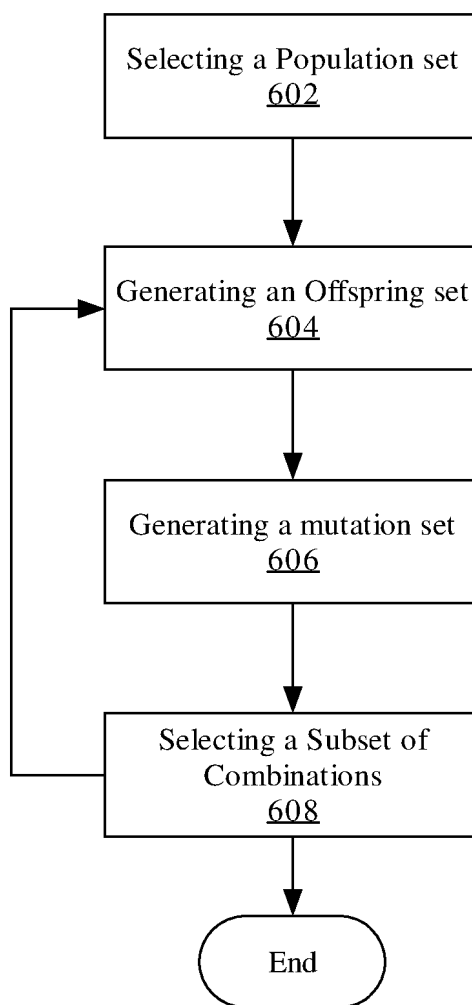 Selecting a Population set
602
Generating an Offspring set
604
Generating a mutation set
606
Selecting a Subset of
Combinations
608
End